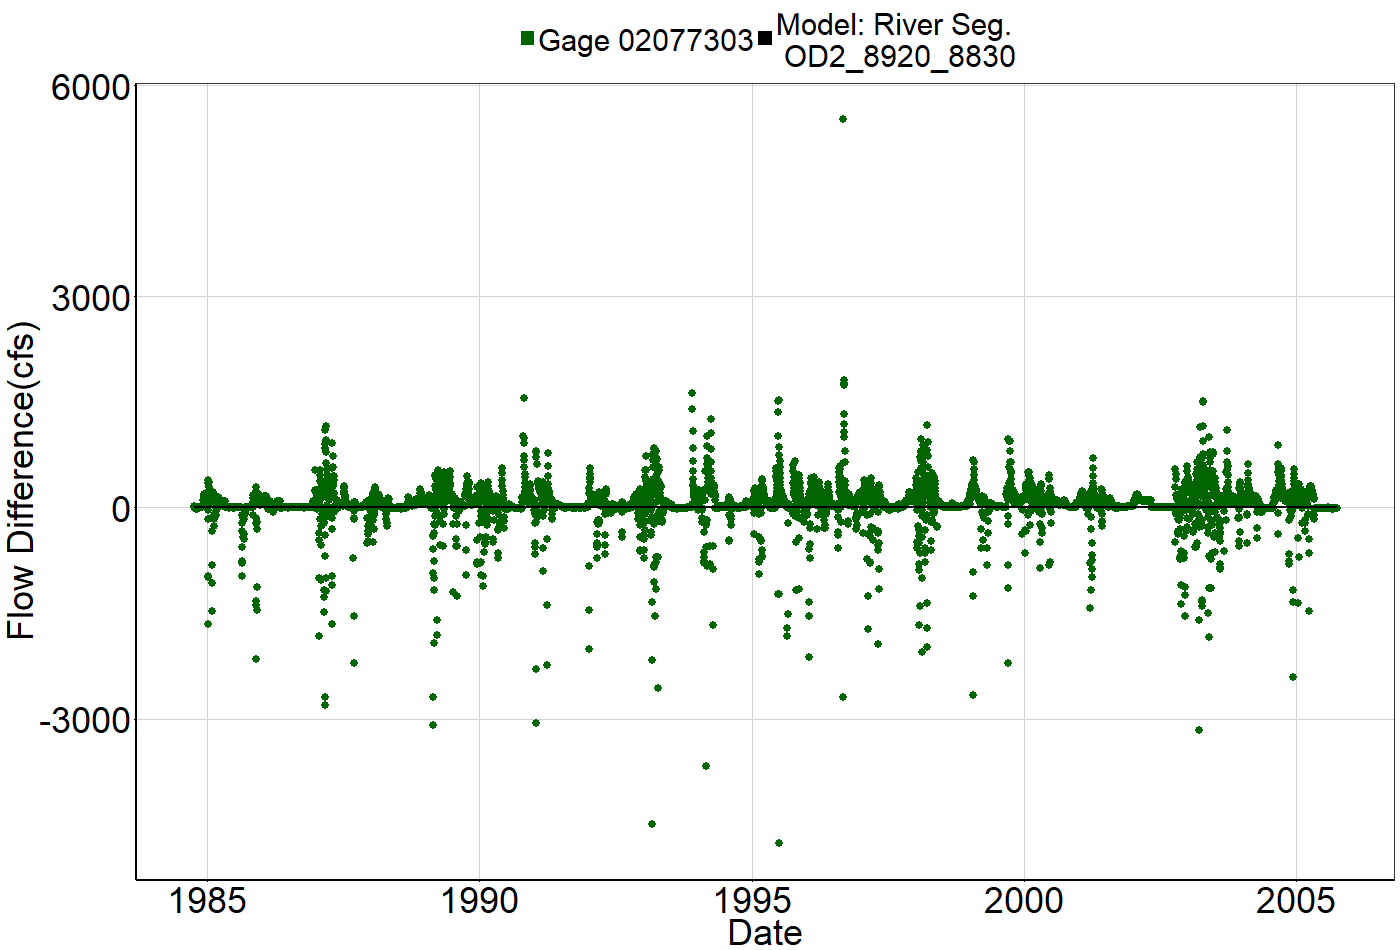 Gage 02077303
Model: River Seg.
OD2_8920_8830
6000
3000
0
-3000
Flow Difference(cfs)
1985
1990
1995
2000
2005
Date